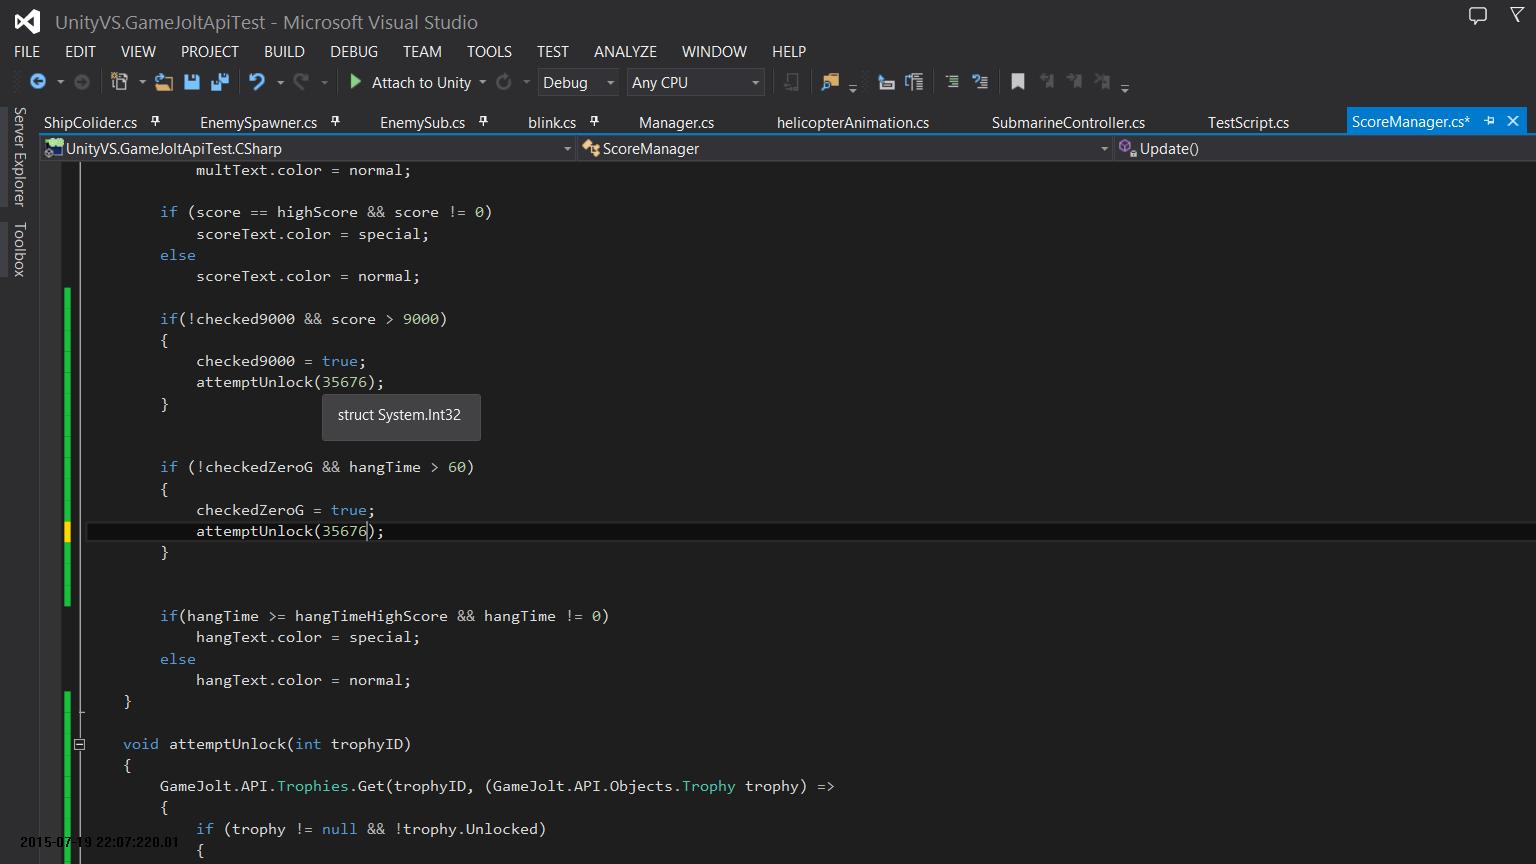 UnityVS.GameJoltApiTest - Microsoft Visual Studio
FILE EDIT VIEW PROJECT BUILD DEBUG TEAM TOOLS TEST ANALYZE WINDOW HELP
Attach to Unity Debug Any CPU
ShipColider.cs EnemySpawner.cs EnemySub.cs blink.cs Manager.cs helicopterAnimation.cs SubmarineController.cs TestScript.cs ScoreManager.cs*
UnityVS.GameJoltApiTest.CSharp ScoreManager Update()
Server Explorer
Toolbox
multText.color = normal;
if (score == highScore && score != 0)
scoreText.color = special;
else
scoreText.color = normal;
if(!checked9000 && score > 9000)
{
checked9000 = true;
attemptUnlock(35676);
}
struct System.Int32
if (!checkedZeroG && hangTime > 60)
{
checkedZeroG = true;
attemptUnlock(35676);
}
if(hangTime >= hangTimeHighScore && hangTime != 0)
hangText.color = special;
else
hangText.color = normal;
}
void attemptUnlock(int trophyID)
{
GameJolt.API.Trophies.Get(trophyID, (GameJolt.API.Objects.Trophy trophy) =>
{
if (trophy != null && !trophy.Unlocked)
{
2015-07-19 22:07:220.01